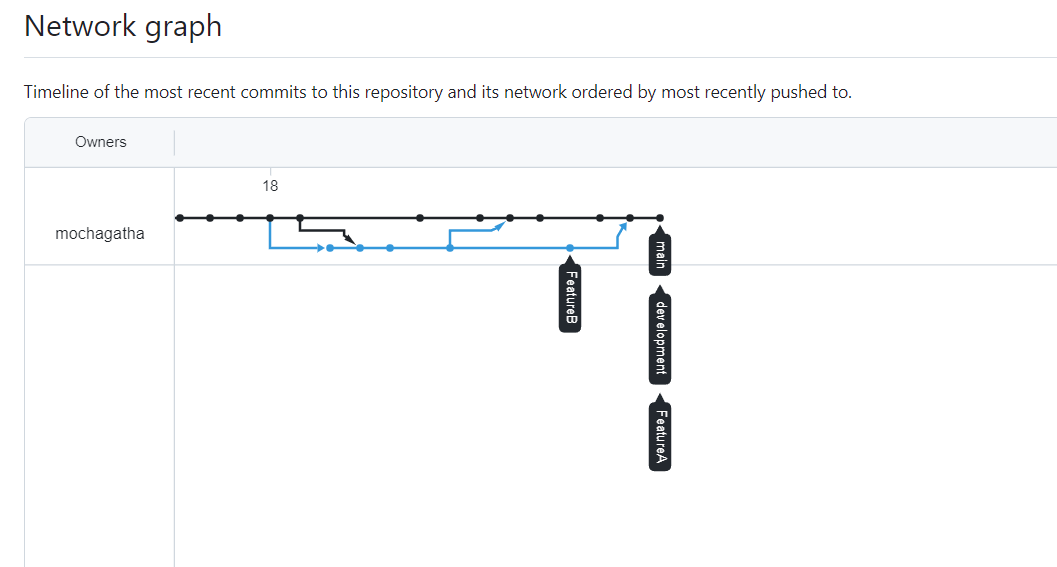 Network graph
Timeline of the most recent commits to this repository and its network ordered by most recently pushed to.
Owners
18
mochagatha
main
FeatureB
development
FeatureA